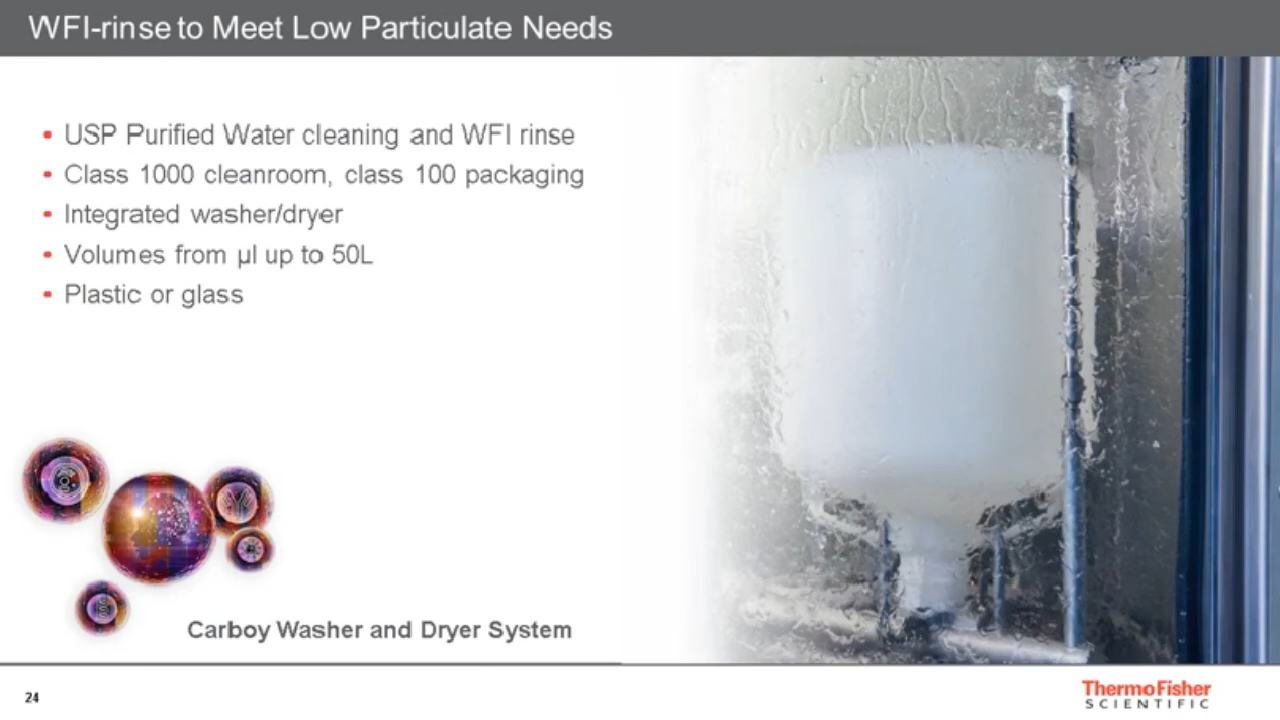 WFI-rinse to Meet Low Particulate Needs
USP Purified Water cleaning and WFI rinse
Class 1000 cleanroom, class 100 packaging
Integrated washer/dryer
Volumes from µl up to 50L
Plastic or glass
Carboy Washer and Dryer System
24
ThermoFisher
SCIENTIFIC